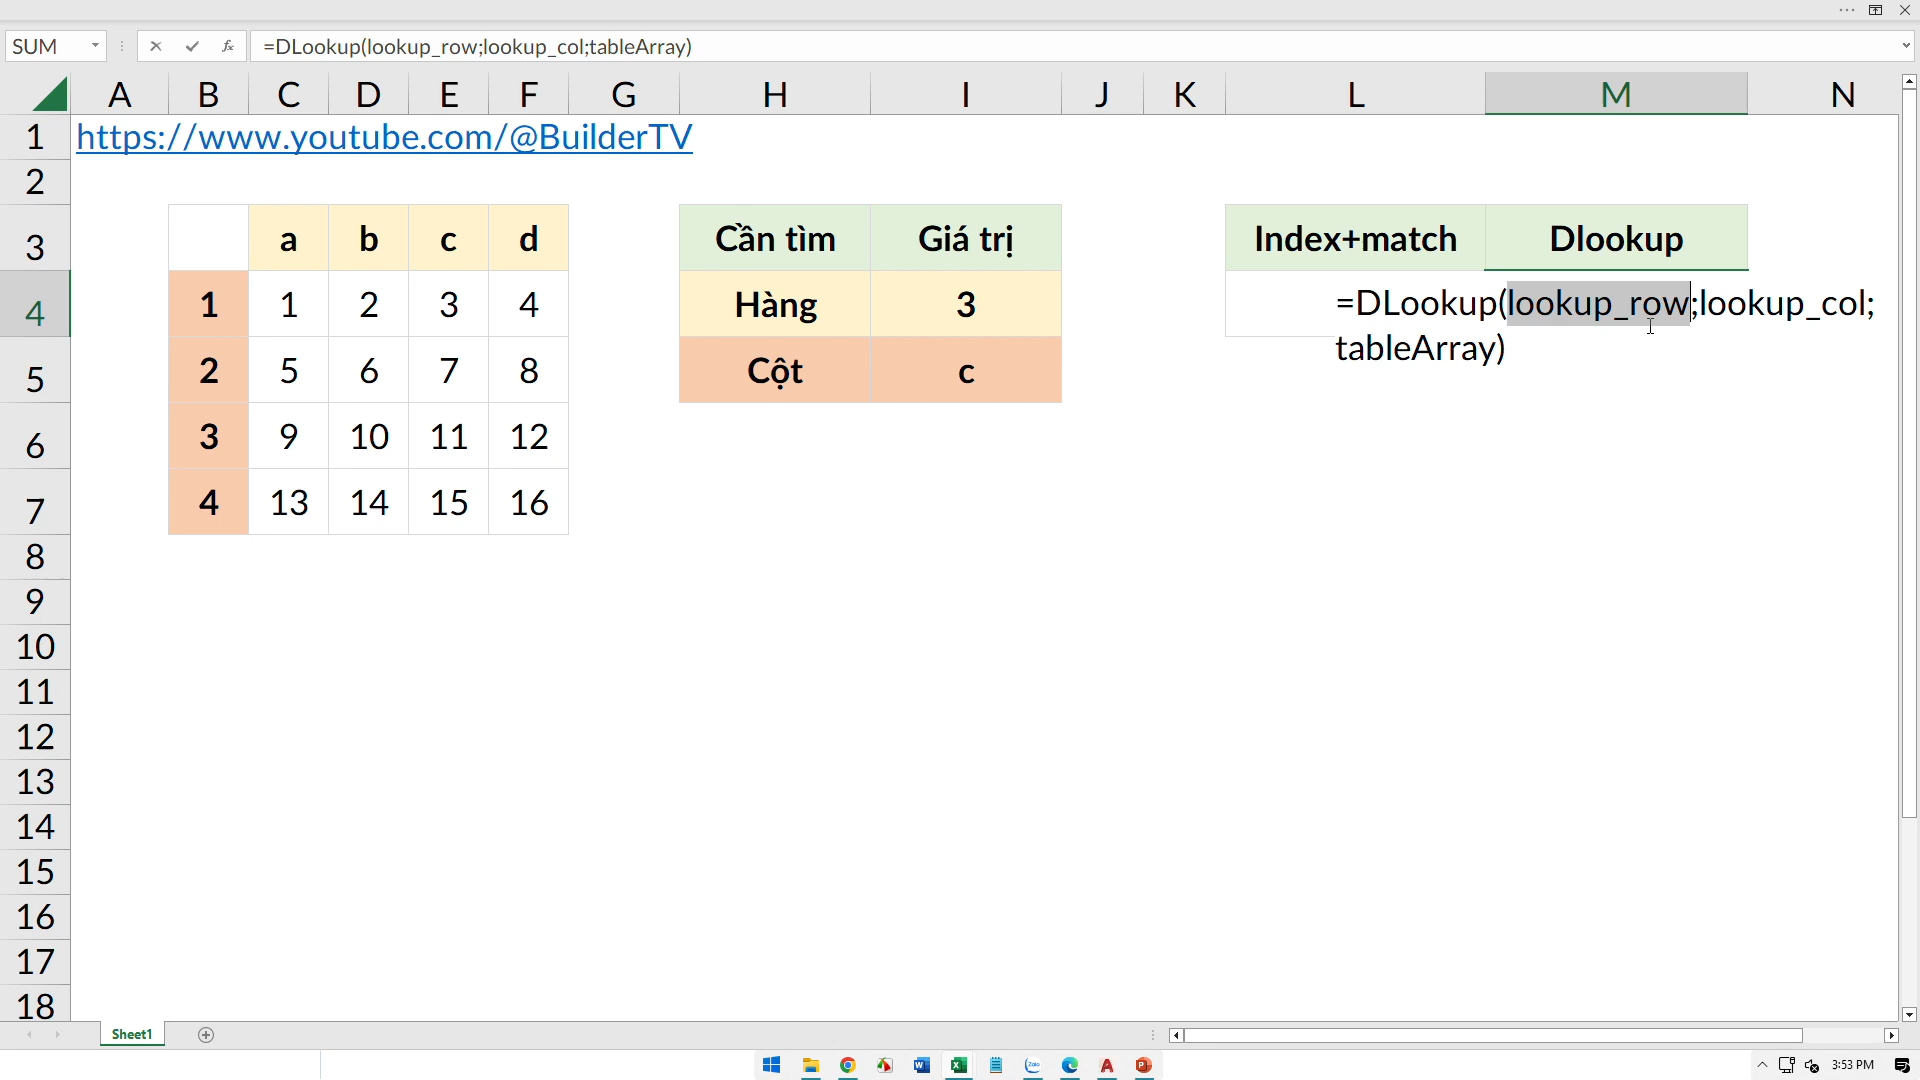 SUM
=DLookup(lookup_row;lookup_col;tableArray)
A B C D E F G H I J K L M N
1 https://www.youtube.com/@BuilderTV
2
3 a b c d Cần tìm Giá trị Index+match Dlookup
4 1 1 2 3 4 Hàng 3 =DLookup(lookup_row;lookup_col;
tableArray)
5 2 5 6 7 8 Cột c
6 3 9 10 11 12
7 4 13 14 15 16
8
9
10
11
12
13
14
15
16
17
18
Sheet1
3:53 PM